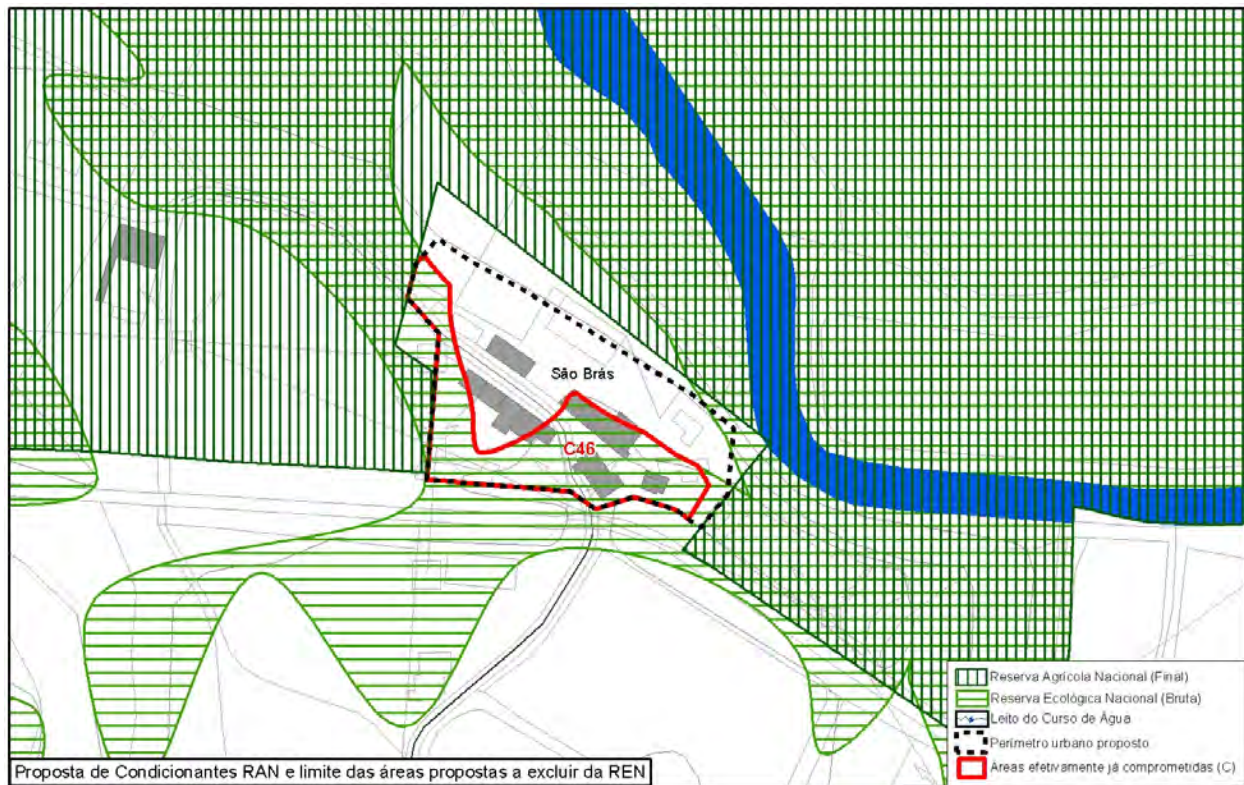 São Brás
C46
Reserva Agrícola Nacional (Final)
Reserva Ecológica Nacional (Bruta)
Leito do Curso de Água
Perímetro urbano proposto
Áreas efetivamente já comprometidas (C)
Proposta de Condicionantes RAN e limite das áreas propostas a excluir da REN